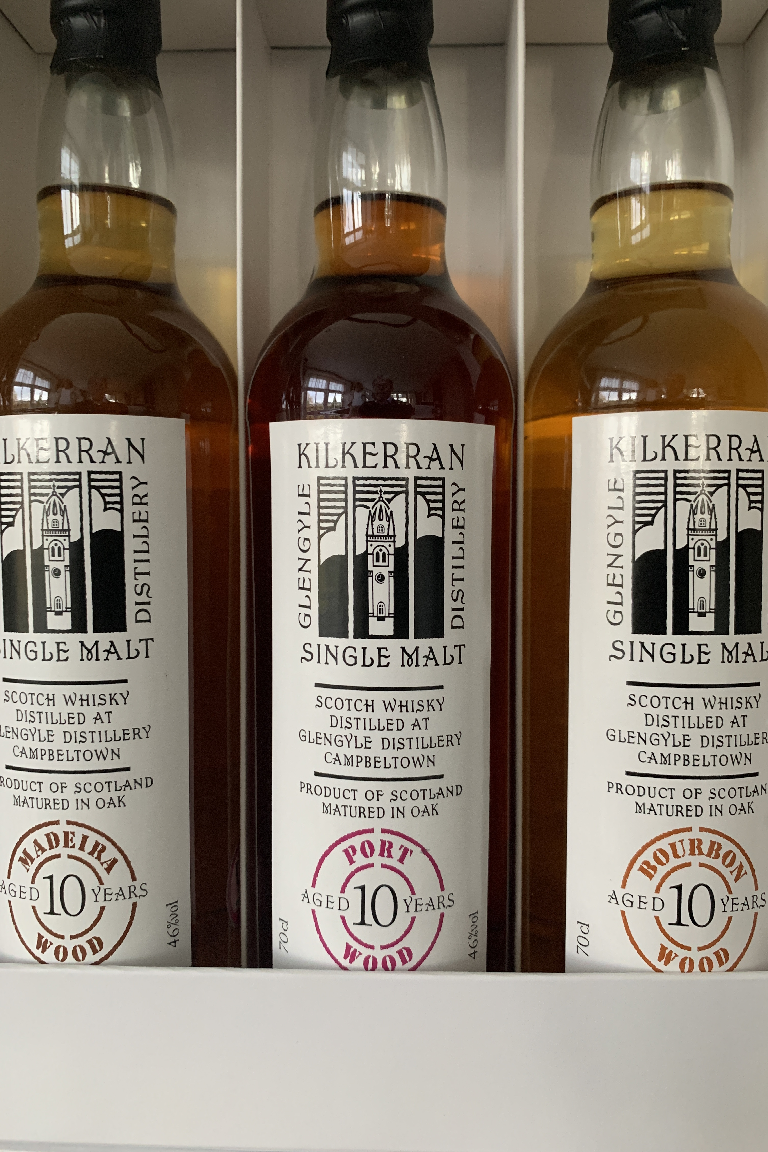 LKERRAN
DISTILLERY
INGLE MALT
SCOTCH WHISKY
DISTILLED AT
LENGYLE DISTILLERY
CAMPBELTOWN
RODUCT OF SCOTLAND
MATURED IN OAK
MADEIRA
AGED 10 YEARS
WOOD
46%vol
KILKERRAN
GLENGYLE
DISTILLERY
SINGLE MALT
SCOTCH WHISKY
DISTILLED AT
GLENGYLE DISTILLERY
CAMPBELTOWN
PRODUCT OF SCOTLAND
MATURED IN OAK
PORT
AGED 10 YEARS
WOOD
70cl
46%vol
KILKERRA
GLENGYLE
SINGLE MAL
SCOTCH WHISKY
DISTILLED AT
GLENGYLE DISTILLER
CAMPBELTOWN
PRODUCT OF SCOTLAN
MATURED IN OAK
BOURBON
AGED 10 YEARS
WOOD
70cl